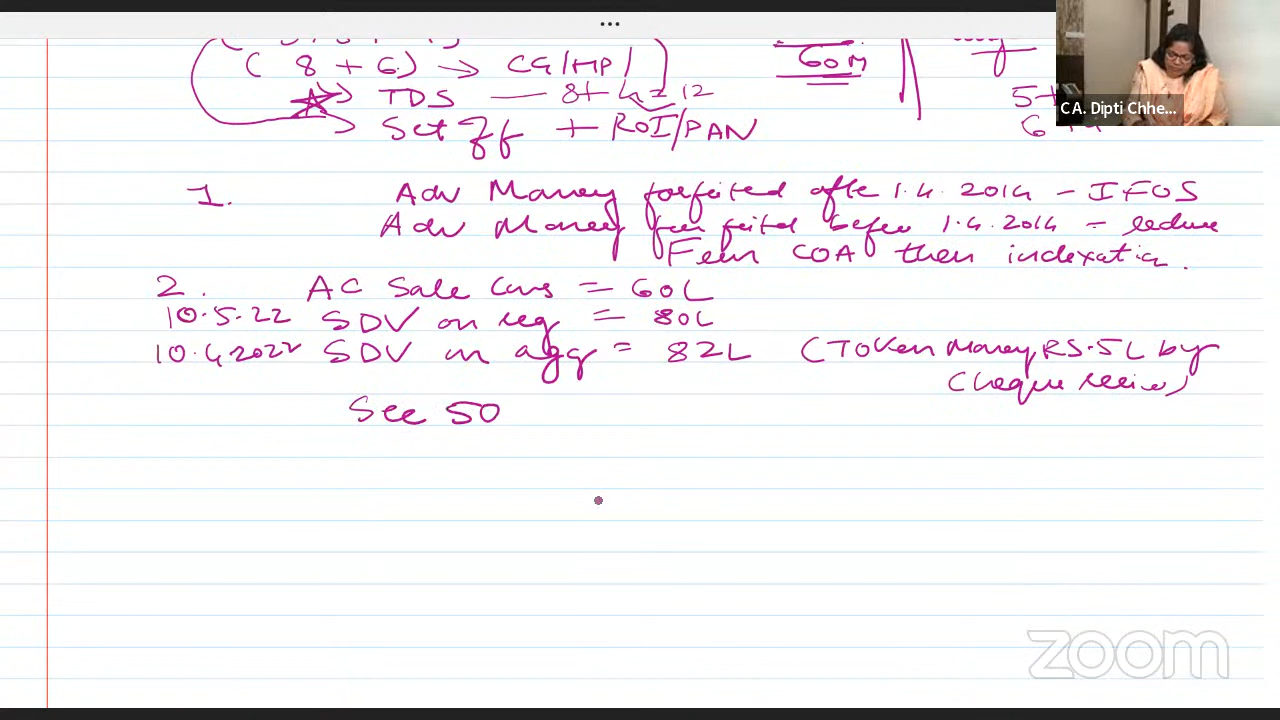 60 M
( 8 + 6) → CG/HP/
TDS — 8+4=12
5+
Set Off + ROI/PAN
6
C A. Dipti Chhe...
1. Adv Money forfeited after 1.4.2014 - IFOS
Adv Money forfeited before 1.4.2014 - reduce
From COA then indexation.
2. AC Sale Cons = 60L
10.5.22 SDV on reg = 80L
10.4.2022 SDV on agg = 82L (Token Money RS.5L by
Cheque received)
Sec 50
zoom